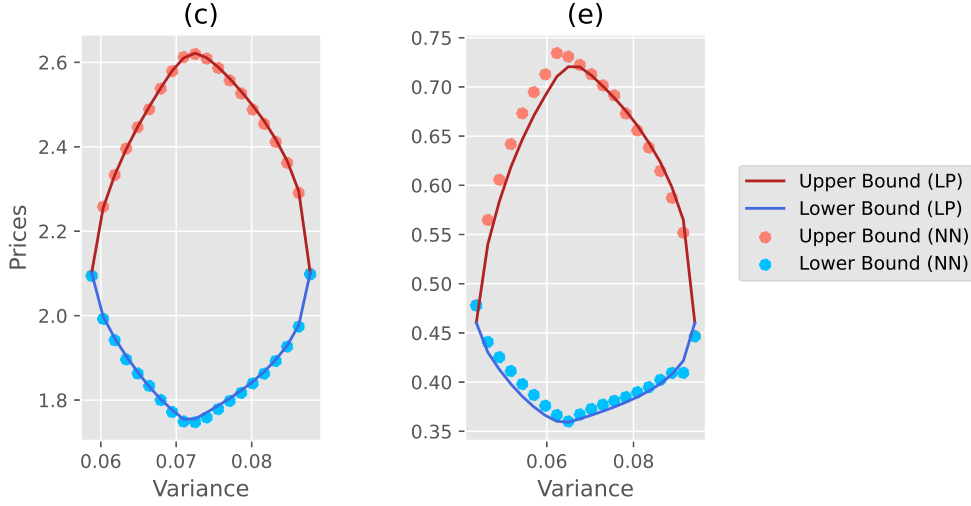 (c)
Prices
2.6
2.4
2.2
2.0
1.8
0.06 0.07 0.08
Variance
(e)
0.75
0.70
0.65
0.60
0.55
0.50
0.45
0.40
0.35
0.06 0.08
Variance
Upper Bound (LP)
Lower Bound (LP)
Upper Bound (NN)
Lower Bound (NN)